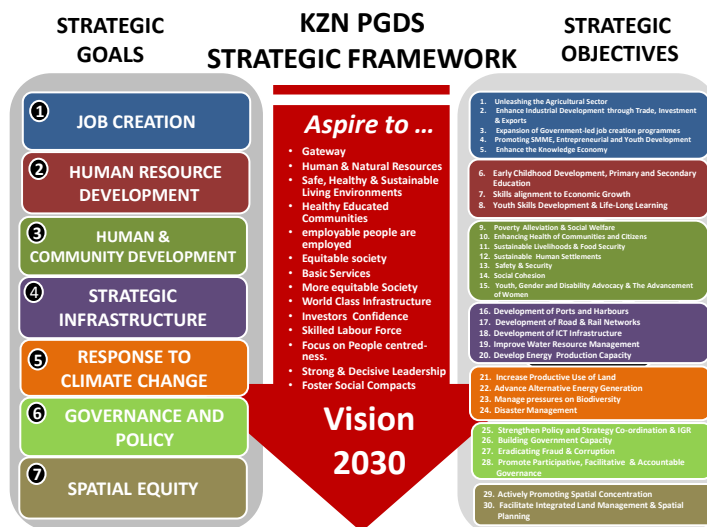 STRATEGIC
GOALS
KZN PGDS
STRATEGIC FRAMEWORK
STRATEGIC
OBJECTIVES
1
JOB CREATION
2
HUMAN RESOURCE
DEVELOPMENT
3
HUMAN &
COMMUNITY DEVELOPMENT
4
STRATEGIC
INFRASTRUCTURE
5
RESPONSE TO
CLIMATE CHANGE
6
GOVERNANCE AND
POLICY
7
SPATIAL EQUITY
Aspire to ...
• Gateway
• Human & Natural Resources
• Safe, Healthy & Sustainable
Living Environments
• Healthy Educated
Communities
• employable people are
employed
• Equitable society
• Basic Services
• More equitable Society
• World Class Infrastructure
• Investors Confidence
• Skilled Labour Force
• Focus on People centred-
ness.
• Strong & Decisive Leadership
• Foster Social Compacts
Vision
2030
1. Unleashing the Agricultural Sector
2. Enhance Industrial Development through Trade, Investment
& Exports
3. Expansion of Government-led job creation programmes
4. Promoting SMME, Entrepreneurial and Youth Development
5. Enhance the Knowledge Economy
6. Early Childhood Development, Primary and Secondary
Education
7. Skills alignment to Economic Growth
8. Youth Skills Development & Life-Long Learning
9. Poverty Alleviation & Social Welfare
10. Enhancing Health of Communities and Citizens
11. Sustainable Livelihoods & Food Security
12. Sustainable Human Settlements
13. Safety & Security
14. Social Cohesion
15. Youth, Gender and Disability Advocacy & The Advancement
of Women
16. Development of Ports and Harbours
17. Development of Road & Rail Networks
18. Development of ICT Infrastructure
19. Improve Water Resource Management
20. Develop Energy Production Capacity
21. Increase Productive Use of Land
22. Advance Alternative Energy Generation
23. Manage pressures on Biodiversity
24. Disaster Management
25. Strengthen Policy and Strategy Co-ordination & IGR
26. Building Government Capacity
27. Eradicating Fraud & Corruption
28. Promote Participative, Facilitative & Accountable
Governance
29. Actively Promoting Spatial Concentration
30. Facilitate Integrated Land Management & Spatial
Planning